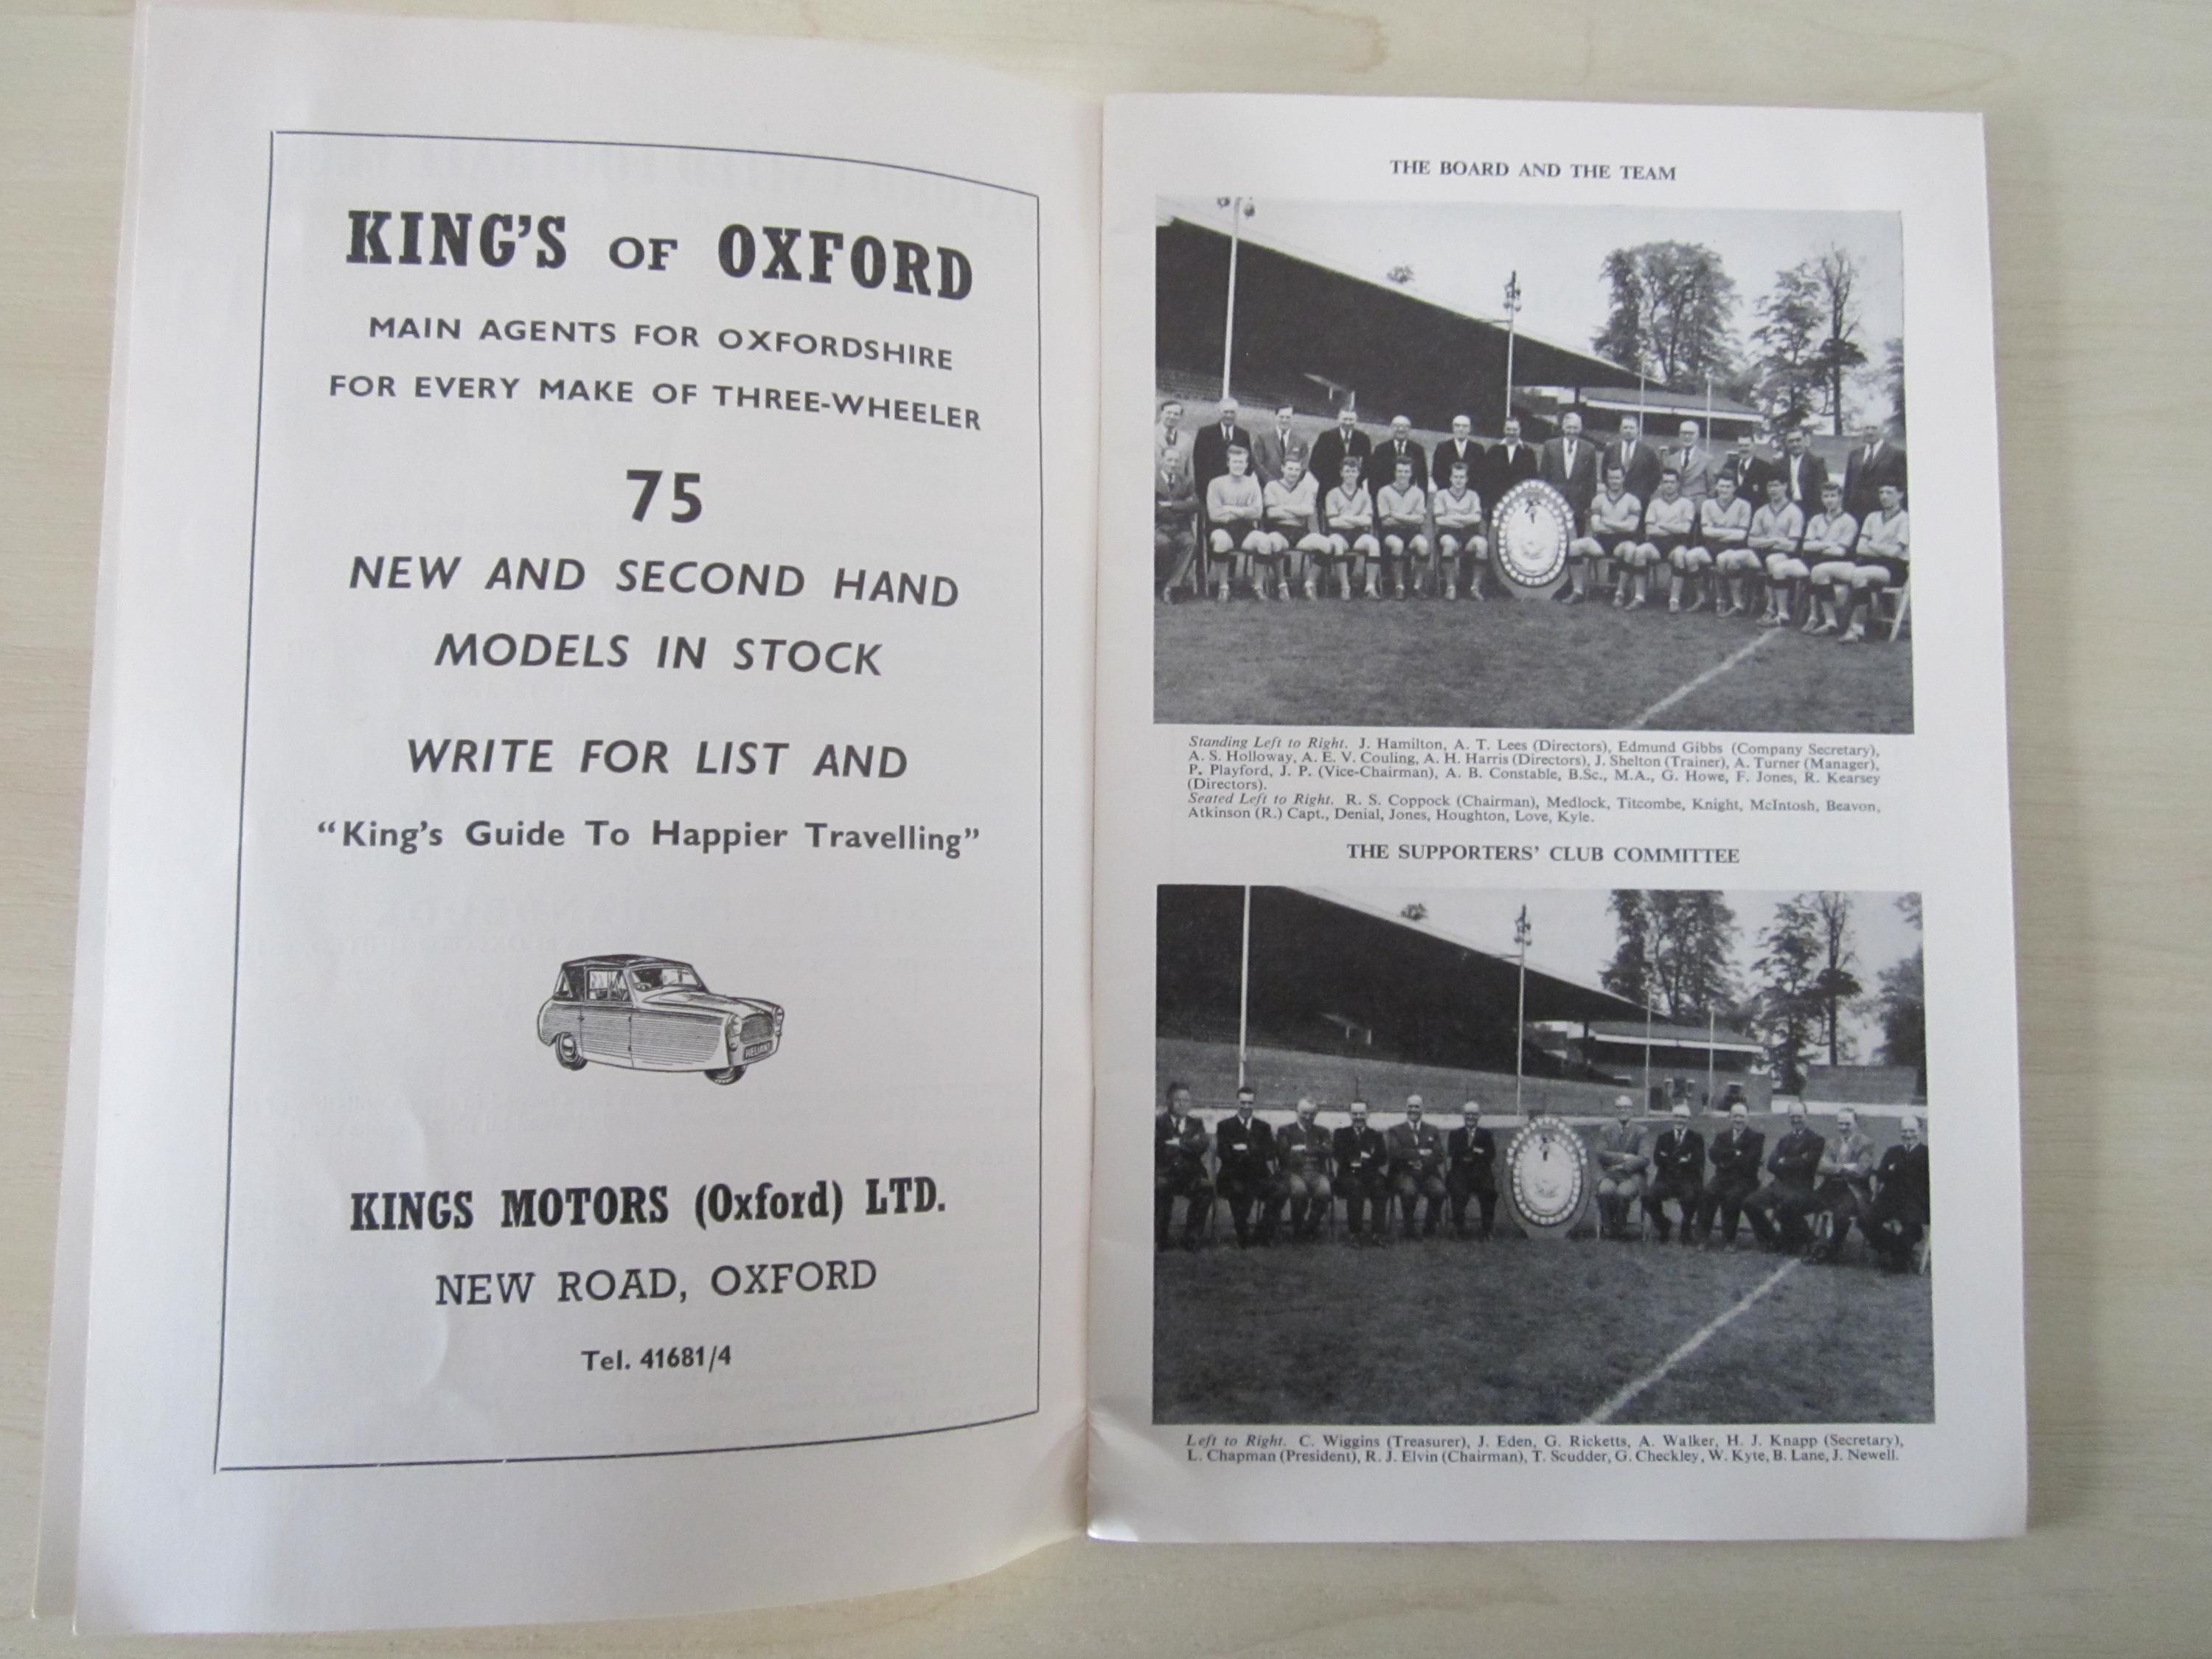 KING'S OF OXFORD
MAIN AGENTS FOR OXFORDSHIRE
FOR EVERY MAKE OF THREE-WHEELER
75
NEW AND SECOND HAND
MODELS IN STOCK
WRITE FOR LIST AND
“King's Guide To Happier Travelling”
RELIANT
KINGS MOTORS (Oxford) LTD.
NEW ROAD, OXFORD
Tel. 41681/4
THE BOARD AND THE TEAM
Standing Left to Right. J. Hamilton, A. T. Lees (Directors), Edmund Gibbs (Company Secretary),
A. S. Holloway, A. E. V. Couling, A. H. Harris (Directors), J. Shelton (Trainer), A. Turner (Manager),
P. Playford, J. P. (Vice-Chairman), A. B. Constable, B.Sc., M.A., G. Howe, F. Jones, R. Kearsey
(Directors).
Seated Left to Right. R. S. Coppock (Chairman), Medlock, Titcombe, Knight, McIntosh, Beavon,
Atkinson (R.) Capt., Denial, Jones, Houghton, Love, Kyle.
THE SUPPORTERS' CLUB COMMITTEE
Left to Right. C. Wiggins (Treasurer), J. Eden, G. Ricketts, A. Walker, H. J. Knapp (Secretary),
L. Chapman (President), R. J. Elvin (Chairman), T. Scudder, G. Checkley, W. Kyte, B. Lane, J. Newell.